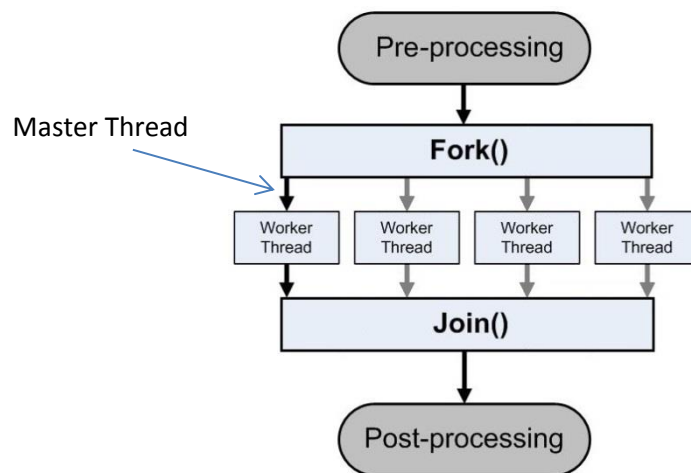 Pre-processing
Master Thread
Fork()
Worker
Thread
Worker
Thread
Worker
Thread
Worker
Thread
Join()
Post-processing